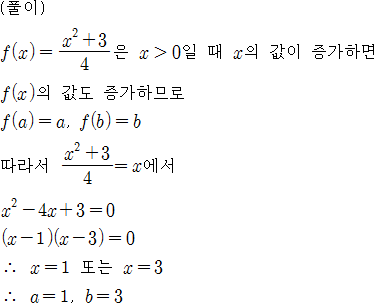 (풀이)
f(x) = \frac{x^2+3}{4} 은 x > 0일 때 x의 값이 증가하면
f(x)의 값도 증가하므로
f(a) = a, f(b) = b
따라서 \frac{x^2+3}{4} = x에서
x^2 - 4x + 3 = 0
(x - 1)(x - 3) = 0
∴ x = 1 또는 x = 3
∴ a = 1, b = 3